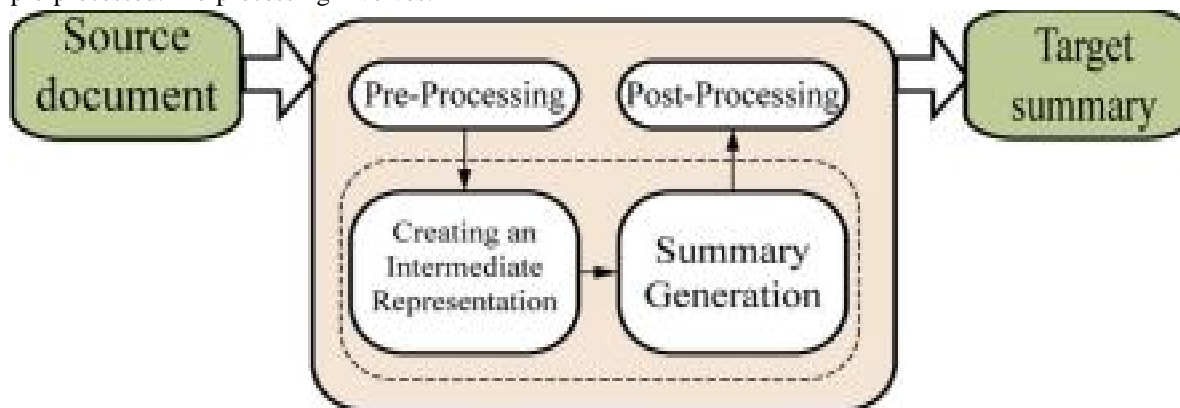 Source
document
Pre-Processing
Creating an
Intermediate
Representation
Summary
Generation
Post-Processing
Target
summary